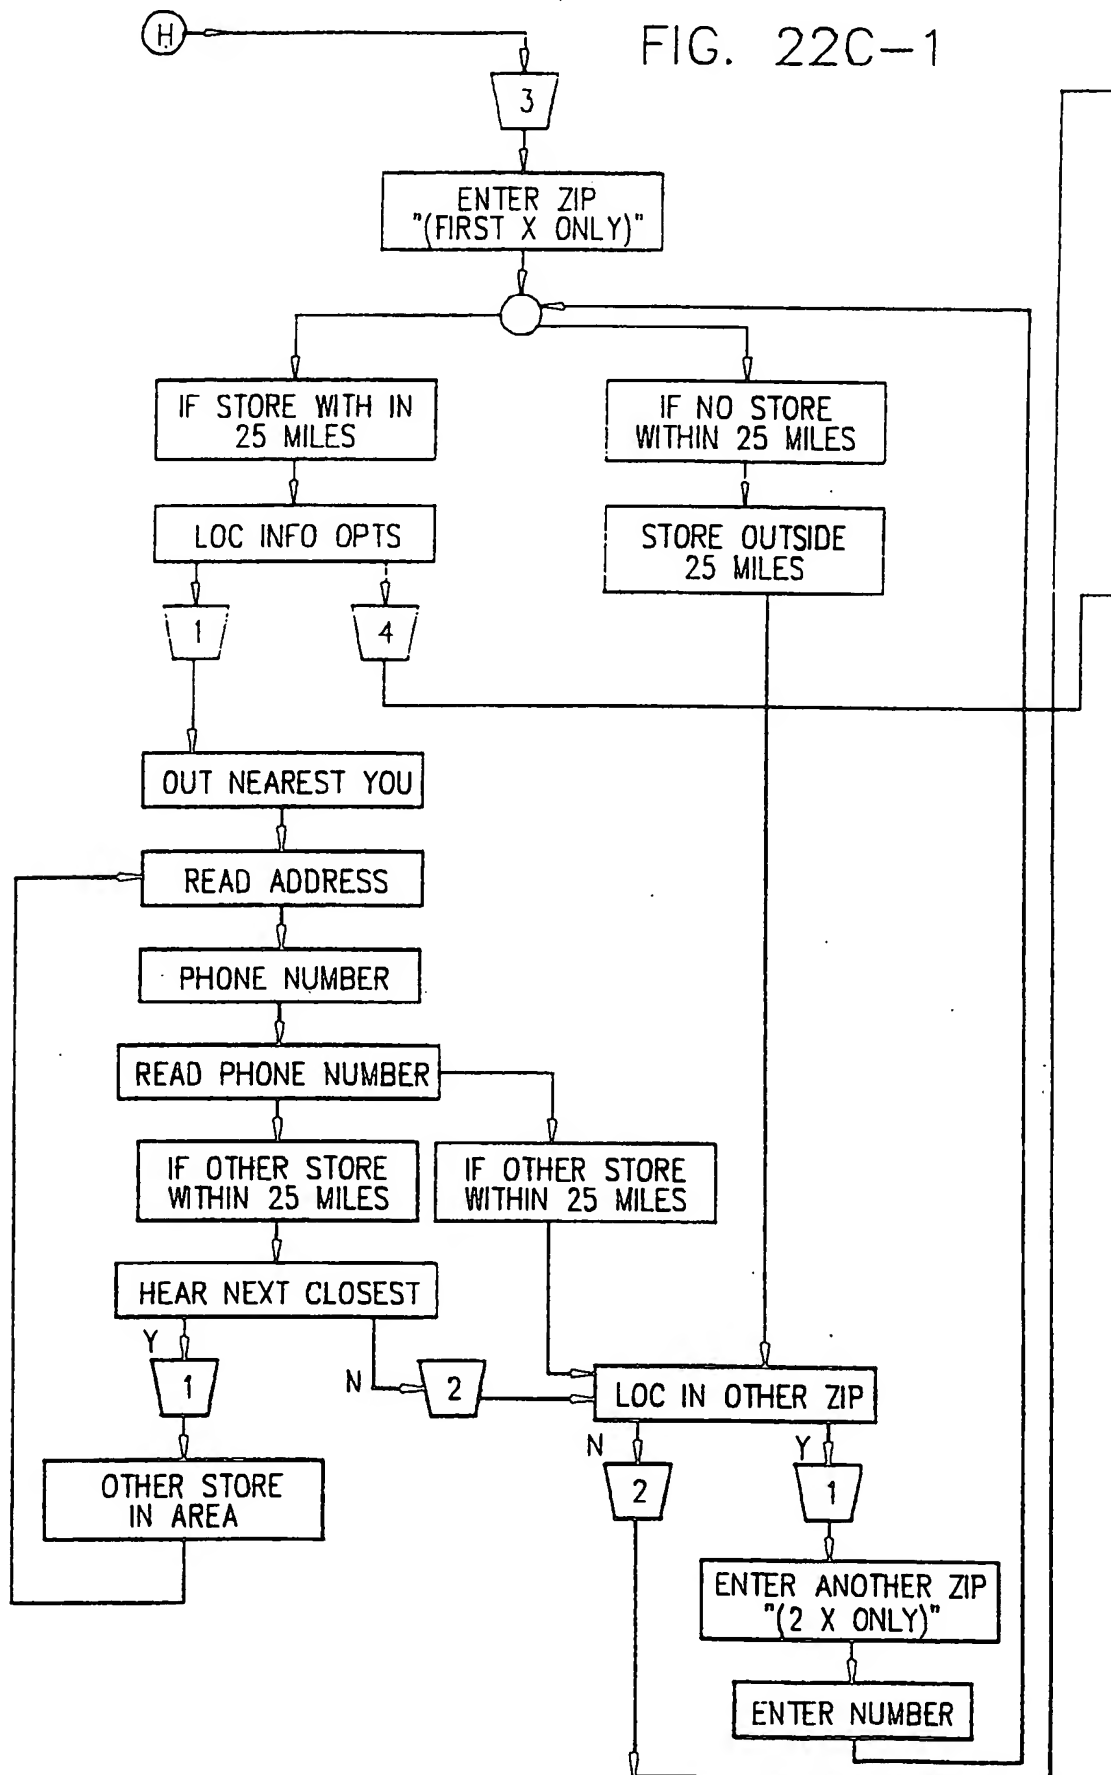 H
FIG. 22C-1
3
ENTER ZIP
"(FIRST X ONLY)"
IF STORE WITH IN
25 MILES
IF NO STORE
WITHIN 25 MILES
LOC INFO OPTS
STORE OUTSIDE
25 MILES
1
4
OUT NEAREST YOU
READ ADDRESS
PHONE NUMBER
READ PHONE NUMBER
IF OTHER STORE
WITHIN 25 MILES
IF OTHER STORE
WITHIN 25 MILES
HEAR NEXT CLOSEST
Y
1
N
2
LOC IN OTHER ZIP
N
2
Y
1
OTHER STORE
IN AREA
ENTER ANOTHER ZIP
"(2 X ONLY)"
ENTER NUMBER